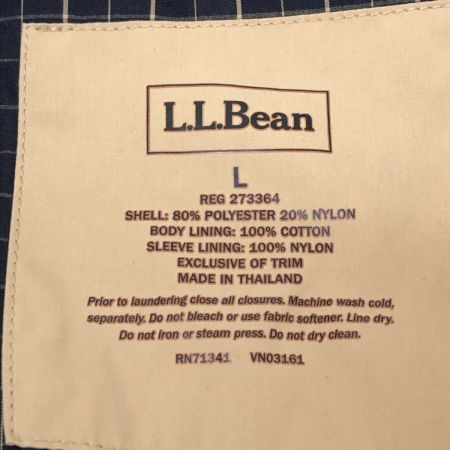 L.L.Bean
L
REG 273364
SHELL: 80% POLYESTER 20% NYLON
BODY LINING: 100% COTTON
SLEEVE LINING: 100% NYLON
EXCLUSIVE OF TRIM
MADE IN THAILAND
Prior to laundering close all closures. Machine wash cold,
separately. Do not bleach or use fabric softener. Line dry.
Do not iron or steam press. Do not dry clean.
RN71341 VN03161